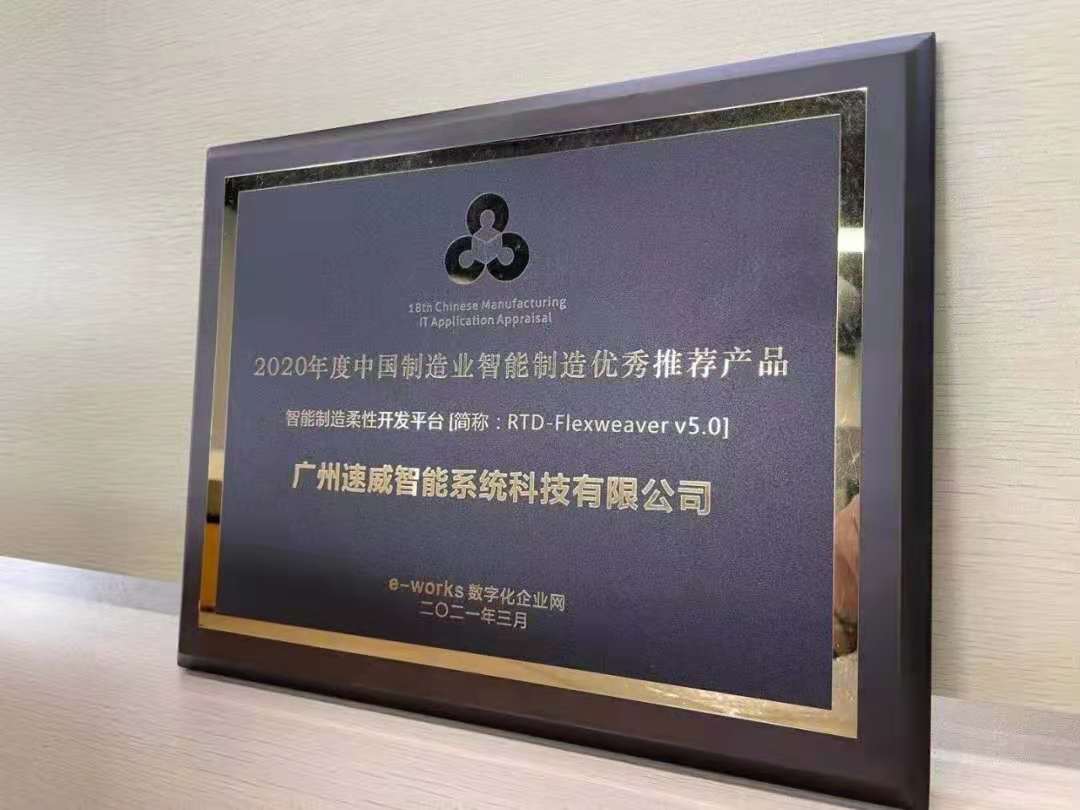 18th Chinese Manufacturing
IT Application Appraisal
2020年度中国制造业智能制造优秀推荐产品
智能制造柔性开发平台 [简称：RTD-Flexweaver v5.0]
广州速威智能系统科技有限公司
e-works 数字化企业网
二〇二一年三月